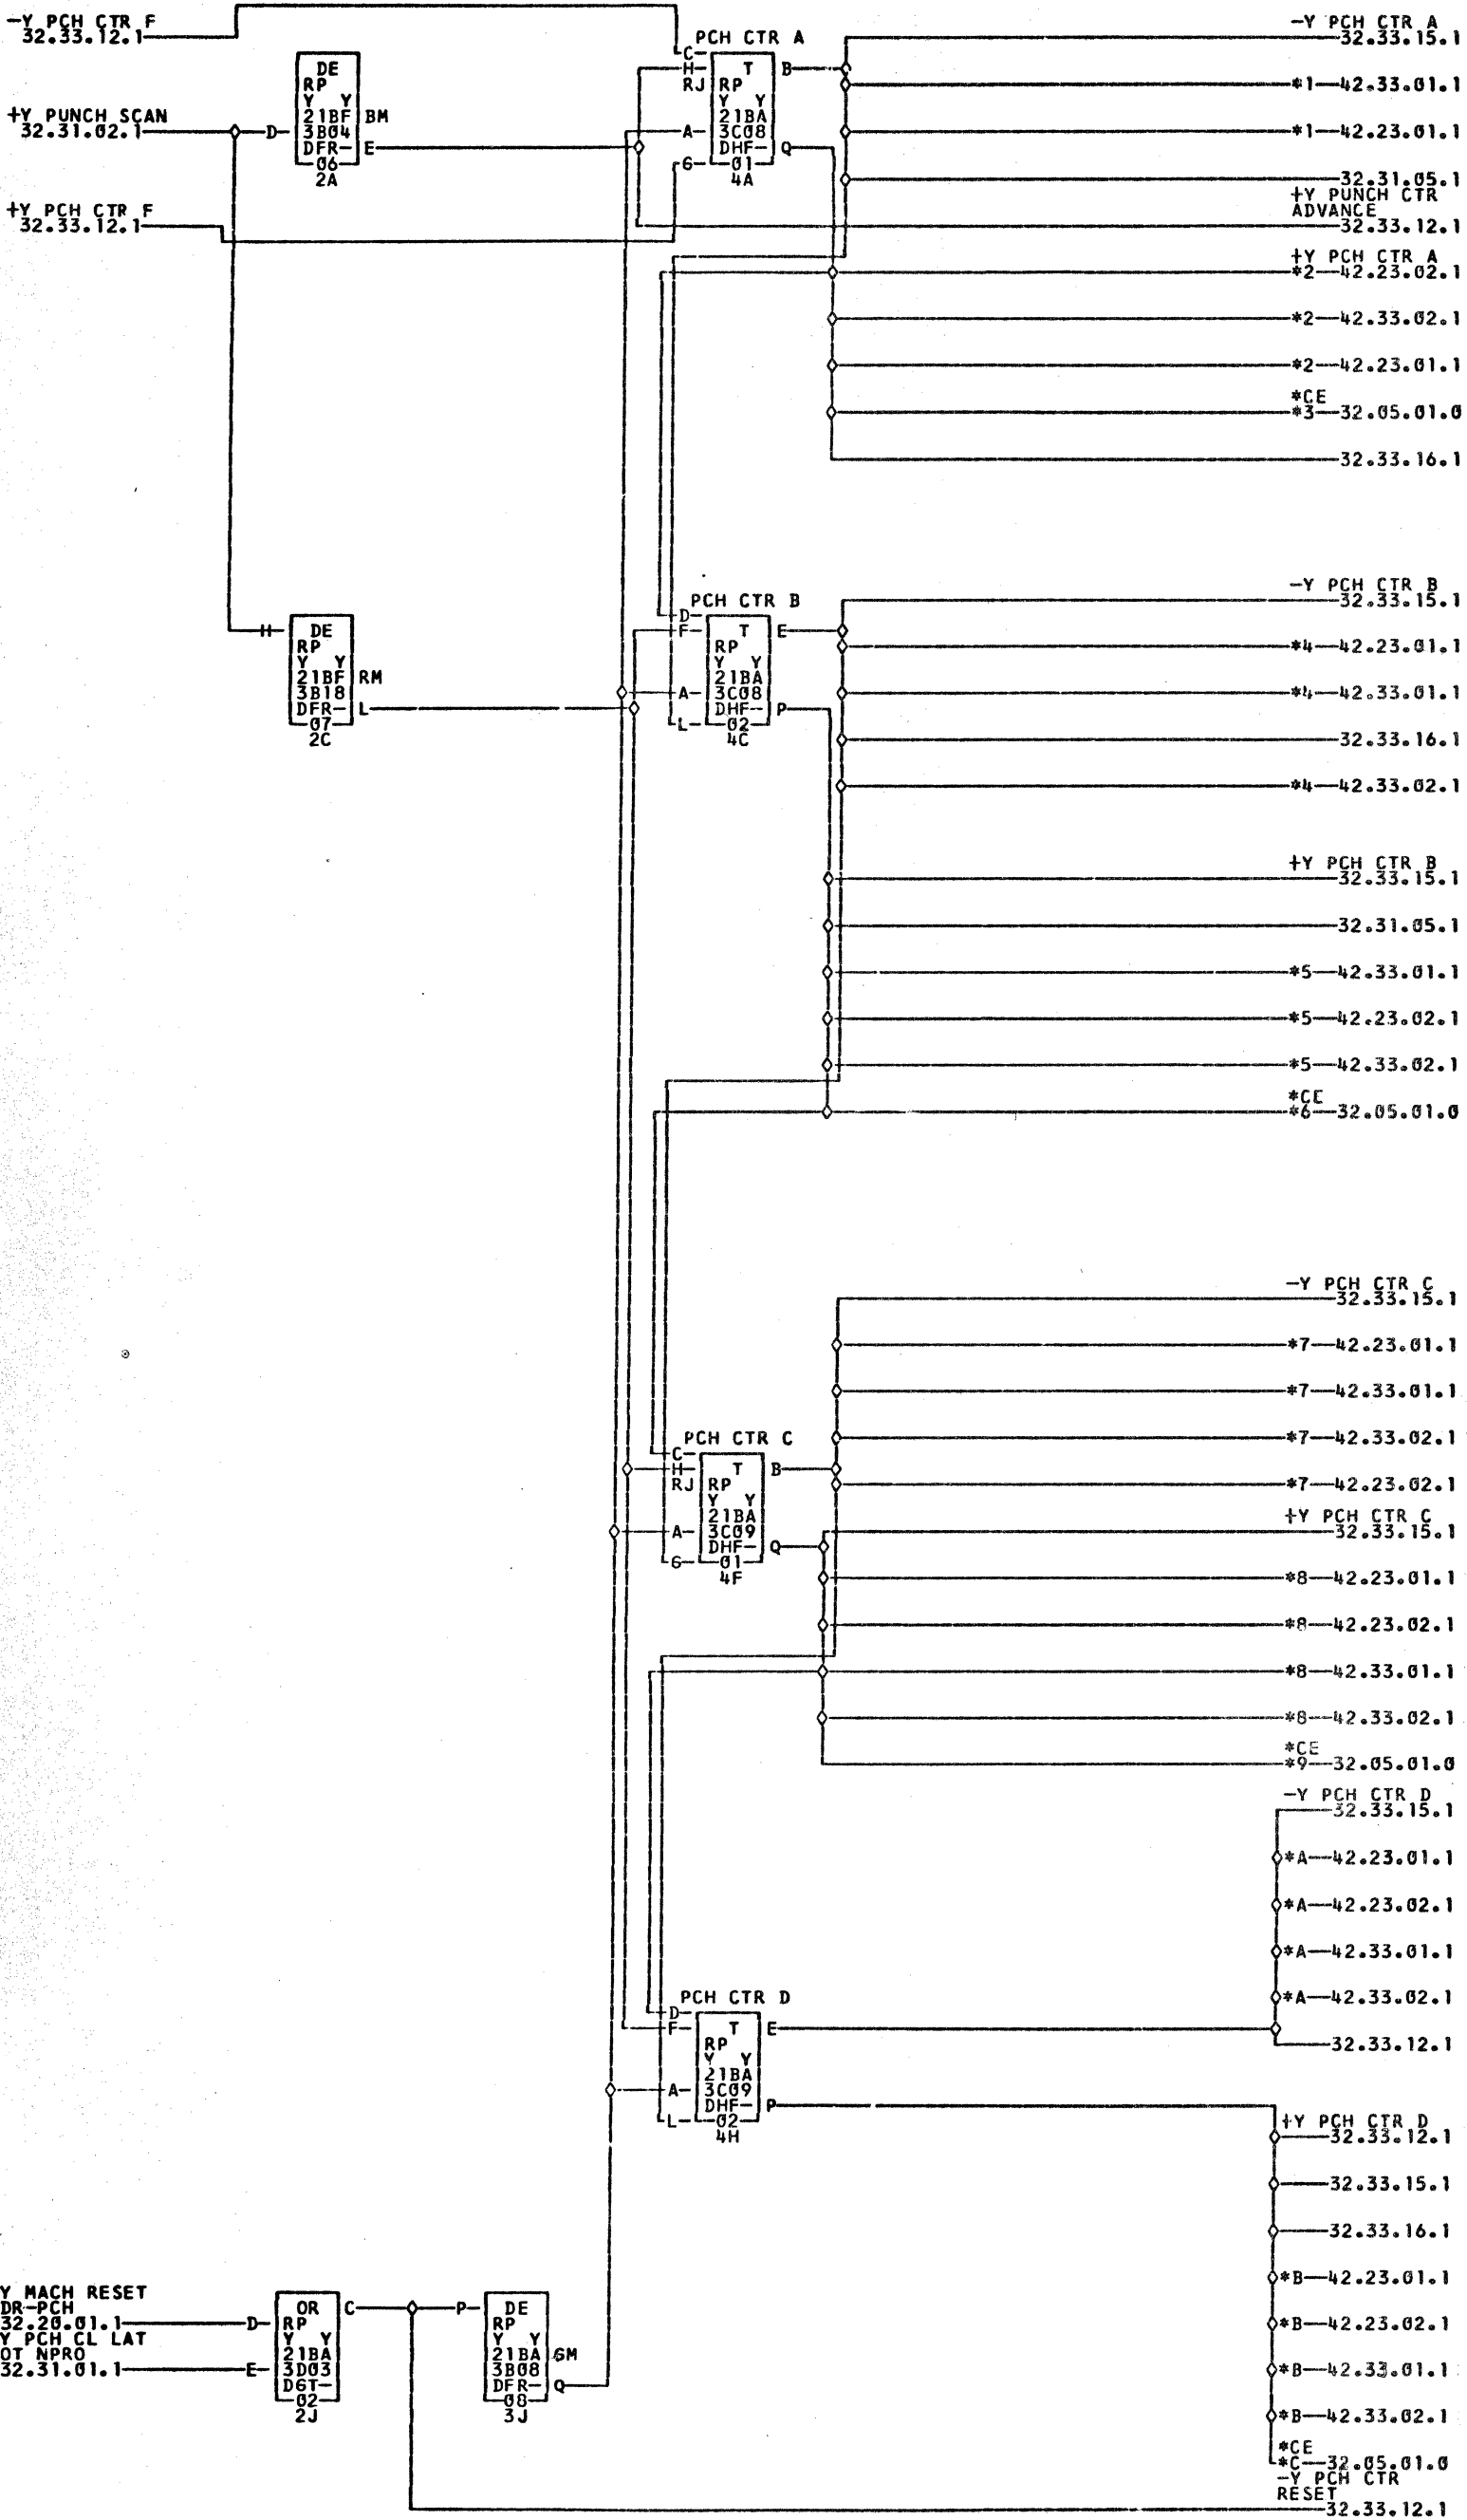 -Y PCH CTR F
32.33.12.1
+Y PUNCH SCAN
32.31.02.1
+Y PCH CTR F
32.33.12.1
D
DE
RP
Y Y
21BF BM
3B04
DFR- E
06
2A
PCH CTR A
C
H
RJ
A
G
T
RP
Y Y
21BA
3C08
DHF-
01
4A
B
Q
-Y PCH CTR A
32.33.15.1
*1-42.33.01.1
*1-42.23.01.1
32.31.05.1
+Y PUNCH CTR
ADVANCE
32.33.12.1
+Y PCH CTR A
*2-42.23.02.1
*2-42.33.02.1
*2-42.23.01.1
*CE
*3-32.05.01.0
32.33.16.1
H
DE
RP
Y Y
21BF RM
3B18
DFR- L
07
2C
PCH CTR B
D
F
A
L
T
RP
Y Y
21BA
3C08
DHF-
02
4C
E
P
-Y PCH CTR B
32.33.15.1
*4-42.23.01.1
*4-42.33.01.1
32.33.16.1
*4-42.33.02.1
+Y PCH CTR B
32.33.15.1
32.31.05.1
*5-42.33.01.1
*5-42.23.02.1
*5-42.33.02.1
*CE
*6-32.05.01.0
PCH CTR C
C
H
RJ
A
G
T
RP
Y Y
21BA
3C09
DHF-
01
4F
B
Q
-Y PCH CTR C
32.33.15.1
*7-42.23.01.1
*7-42.33.01.1
*7-42.33.02.1
*7-42.23.02.1
+Y PCH CTR C
32.33.15.1
*8-42.23.01.1
*8-42.23.02.1
*8-42.33.01.1
*8-42.33.02.1
*CE
*9-32.05.01.0
PCH CTR D
D
F
A
L
T
RP
Y Y
21BA
3C09
DHF-
02
4H
E
P
-Y PCH CTR D
32.33.15.1
*A-42.23.01.1
*A-42.23.02.1
*A-42.33.01.1
*A-42.33.02.1
32.33.12.1
+Y PCH CTR D
32.33.12.1
32.33.15.1
32.33.16.1
*B-42.23.01.1
*B-42.23.02.1
*B-42.33.01.1
*B-42.33.02.1
*CE
*C-32.05.01.0
-Y PCH CTR
RESET
32.33.12.1
Y MACH RESET
DR-PCH
32.20.01.1
Y PCH CL LAT
OT NPRO
32.31.01.1
D
E
OR
RP
Y Y
21BA
3D03
DGT-
02
2J
C
P
DE
RP
Y Y
21BA GM
3B08
DFR- Q
08
3J